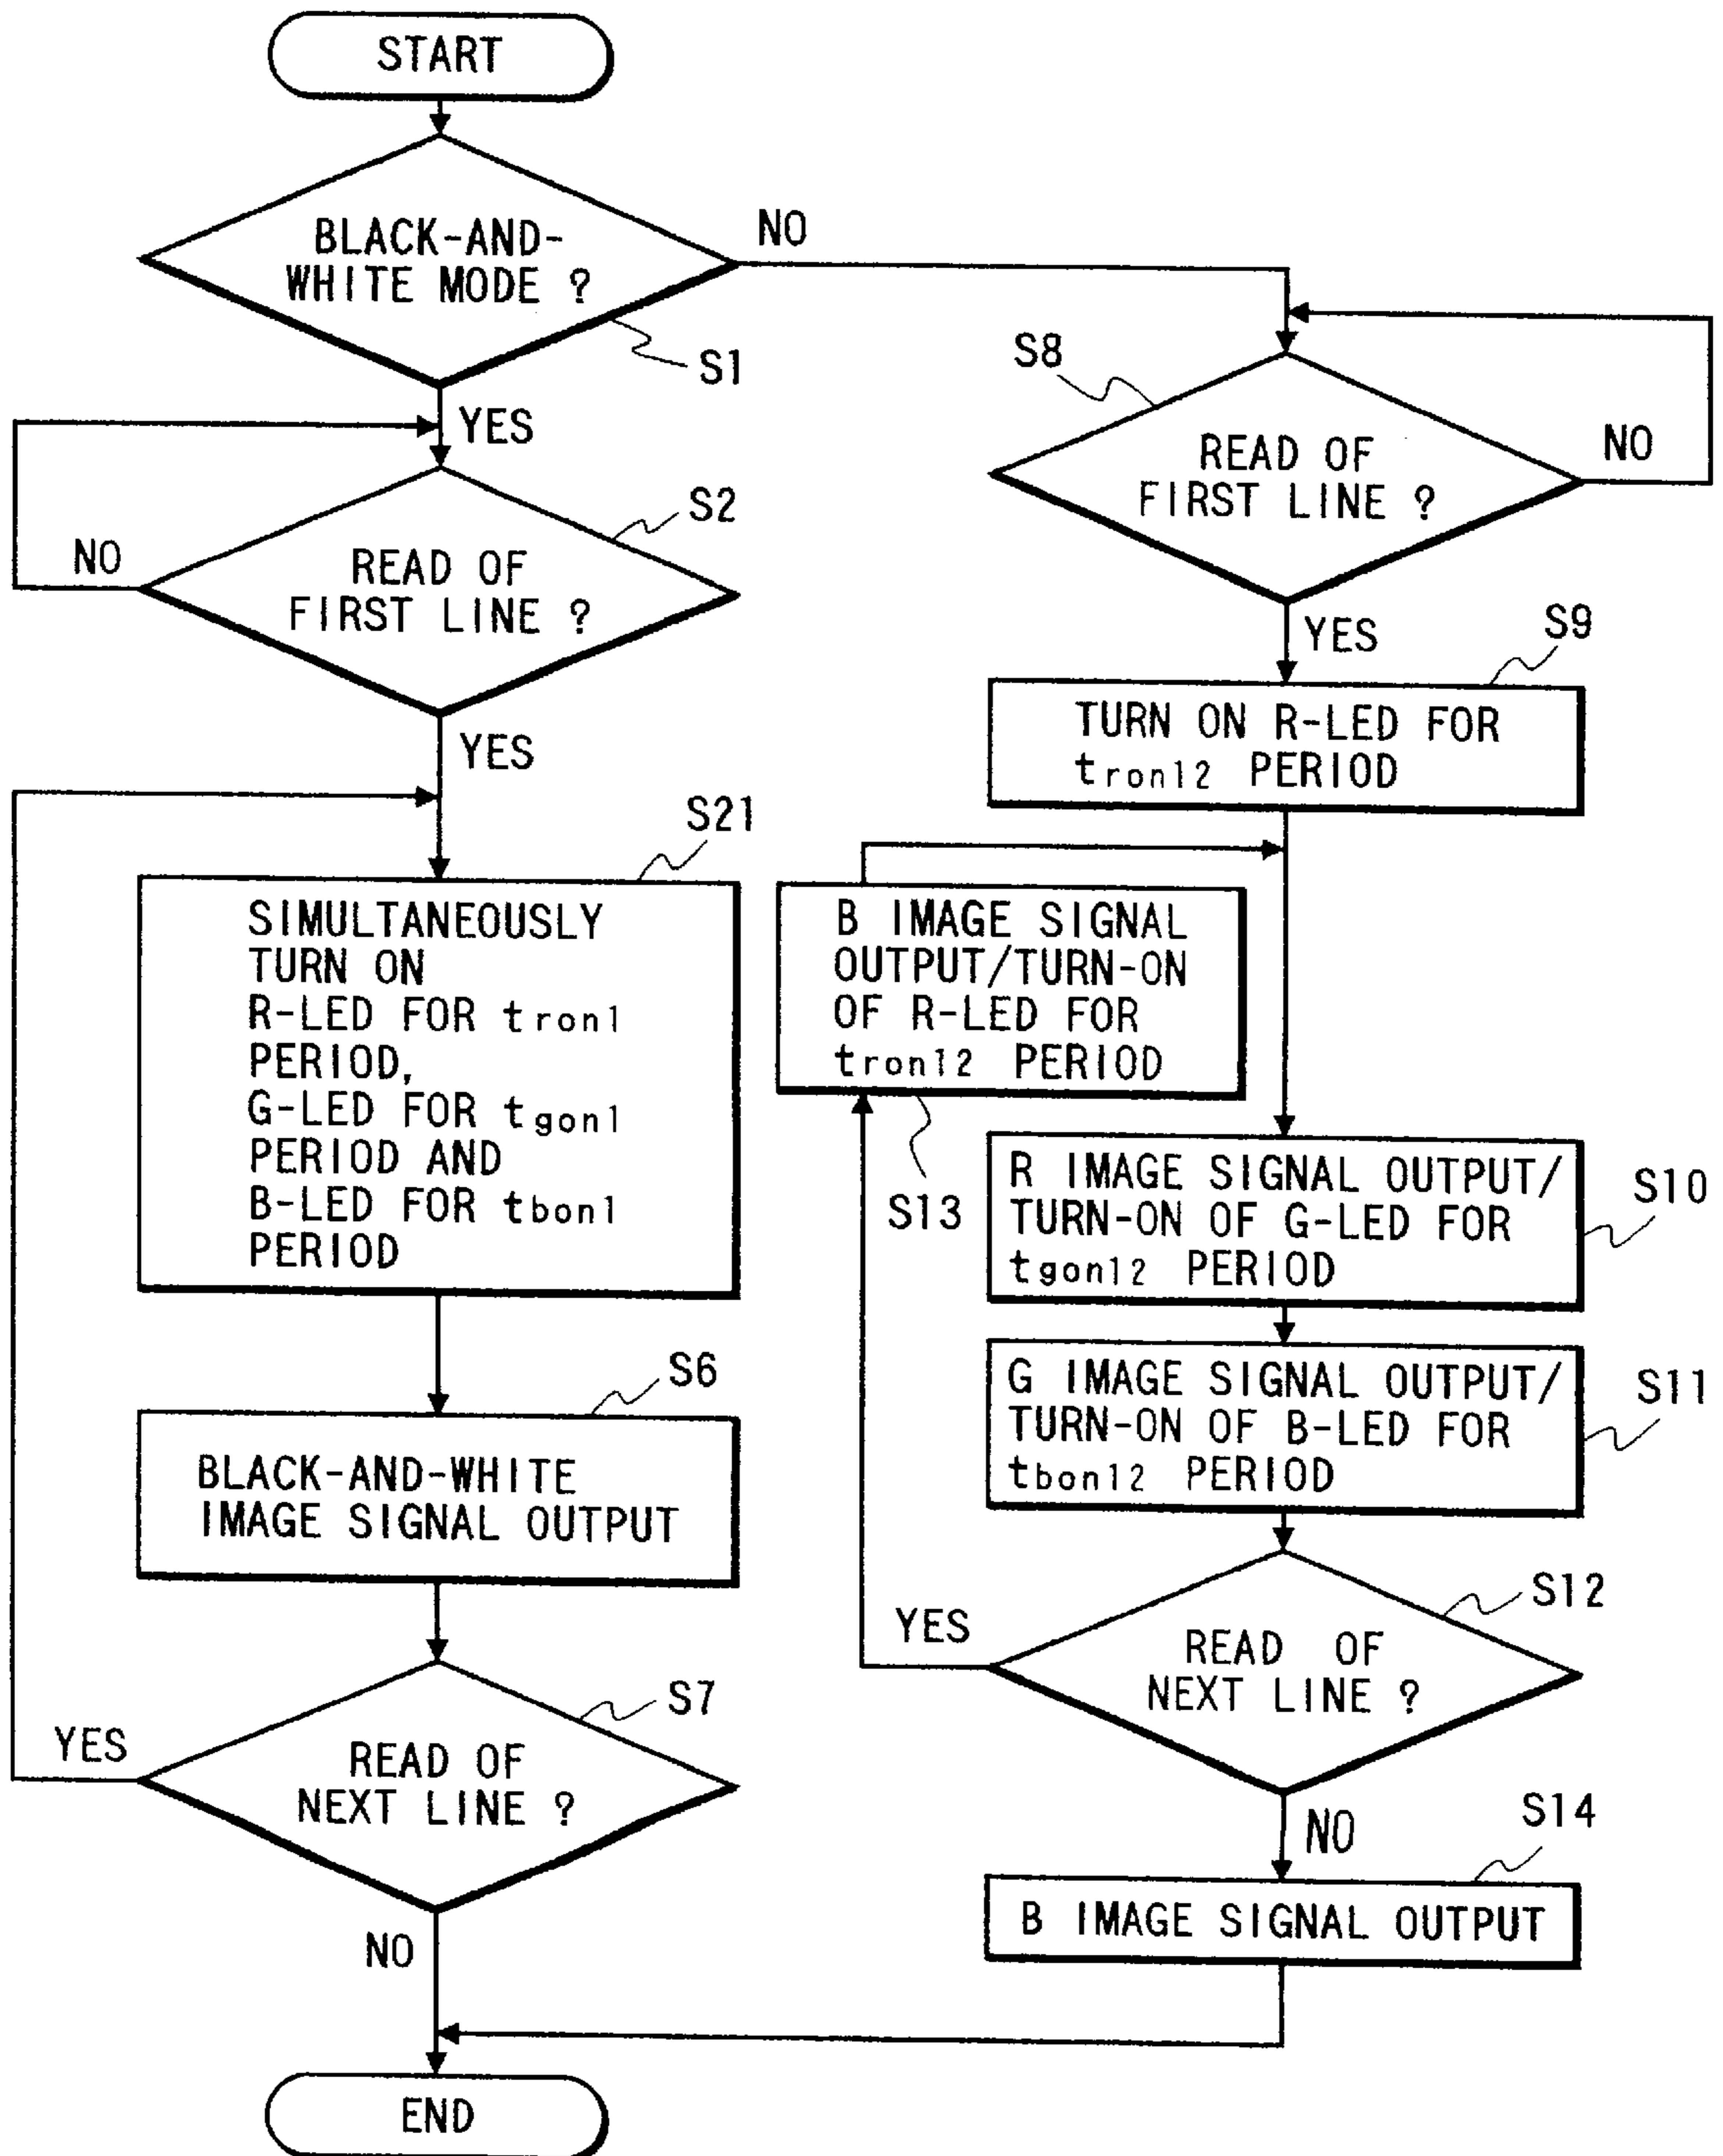 START
BLACK-AND-
WHITE MODE ?
NO
S1
YES
S2
NO
READ OF
FIRST LINE ?
YES
S21
SIMULTANEOUSLY
TURN ON
R-LED FOR tron1
PERIOD,
G-LED FOR tgon1
PERIOD AND
B-LED FOR tbon1
PERIOD
S6
BLACK-AND-WHITE
IMAGE SIGNAL OUTPUT
S7
YES
READ OF
NEXT LINE ?
NO
S8
READ OF
FIRST LINE ?
NO
YES
S9
TURN ON R-LED FOR
tron12 PERIOD
B IMAGE SIGNAL
OUTPUT/TURN-ON
OF R-LED FOR
tron12 PERIOD
S13
R IMAGE SIGNAL OUTPUT/
TURN-ON OF G-LED FOR
tgon12 PERIOD
S10
G IMAGE SIGNAL OUTPUT/
TURN-ON OF B-LED FOR
tbon12 PERIOD
S11
S12
YES
READ OF
NEXT LINE ?
NO
S14
B IMAGE SIGNAL OUTPUT
END